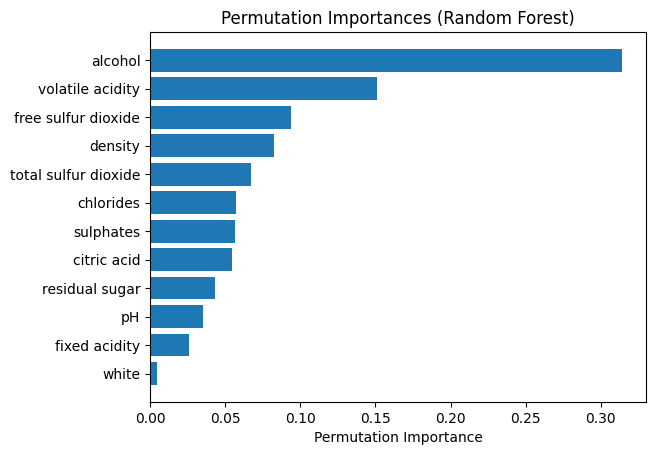 Permutation Importances (Random Forest)
alcohol
volatile acidity
free sulfur dioxide
density
total sulfur dioxide
chlorides
sulphates
citric acid
residual sugar
pH
fixed acidity
white
0.00 0.05 0.10 0.15 0.20 0.25 0.30
Permutation Importance